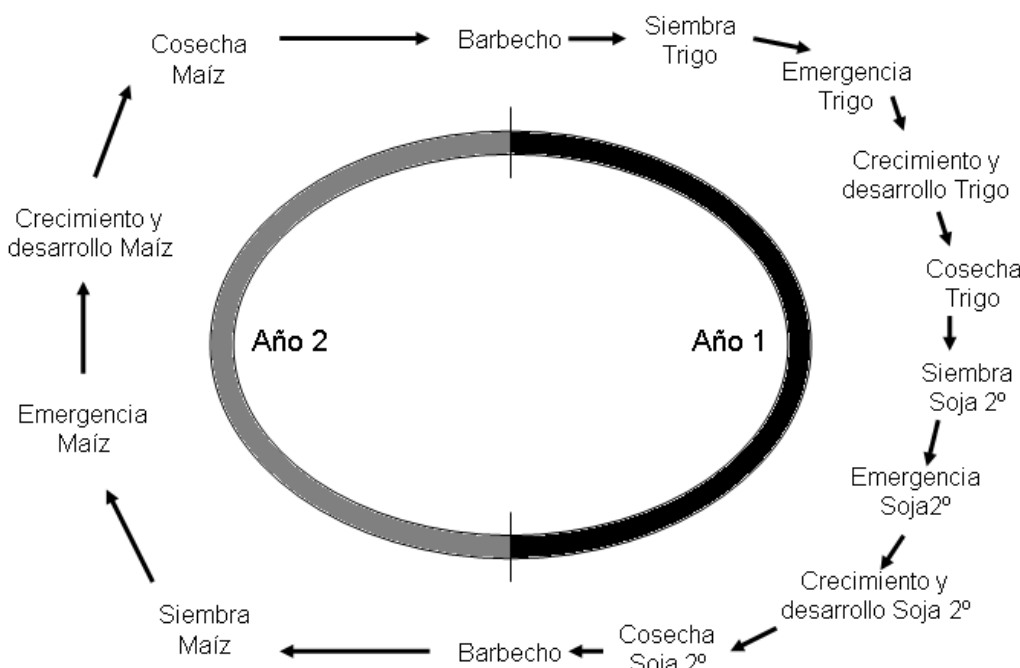 Cosecha
Maíz
Barbecho
Siembra
Trigo
Emergencia
Trigo
Crecimiento y
desarrollo Trigo
Cosecha
Trigo
Siembra
Soja 2º
Emergencia
Soja2º
Crecimiento y
desarrollo Soja 2º
Cosecha
Soja 2º
Barbecho
Siembra
Maíz
Emergencia
Maíz
Crecimiento y
desarrollo Maíz
Año 2
Año 1